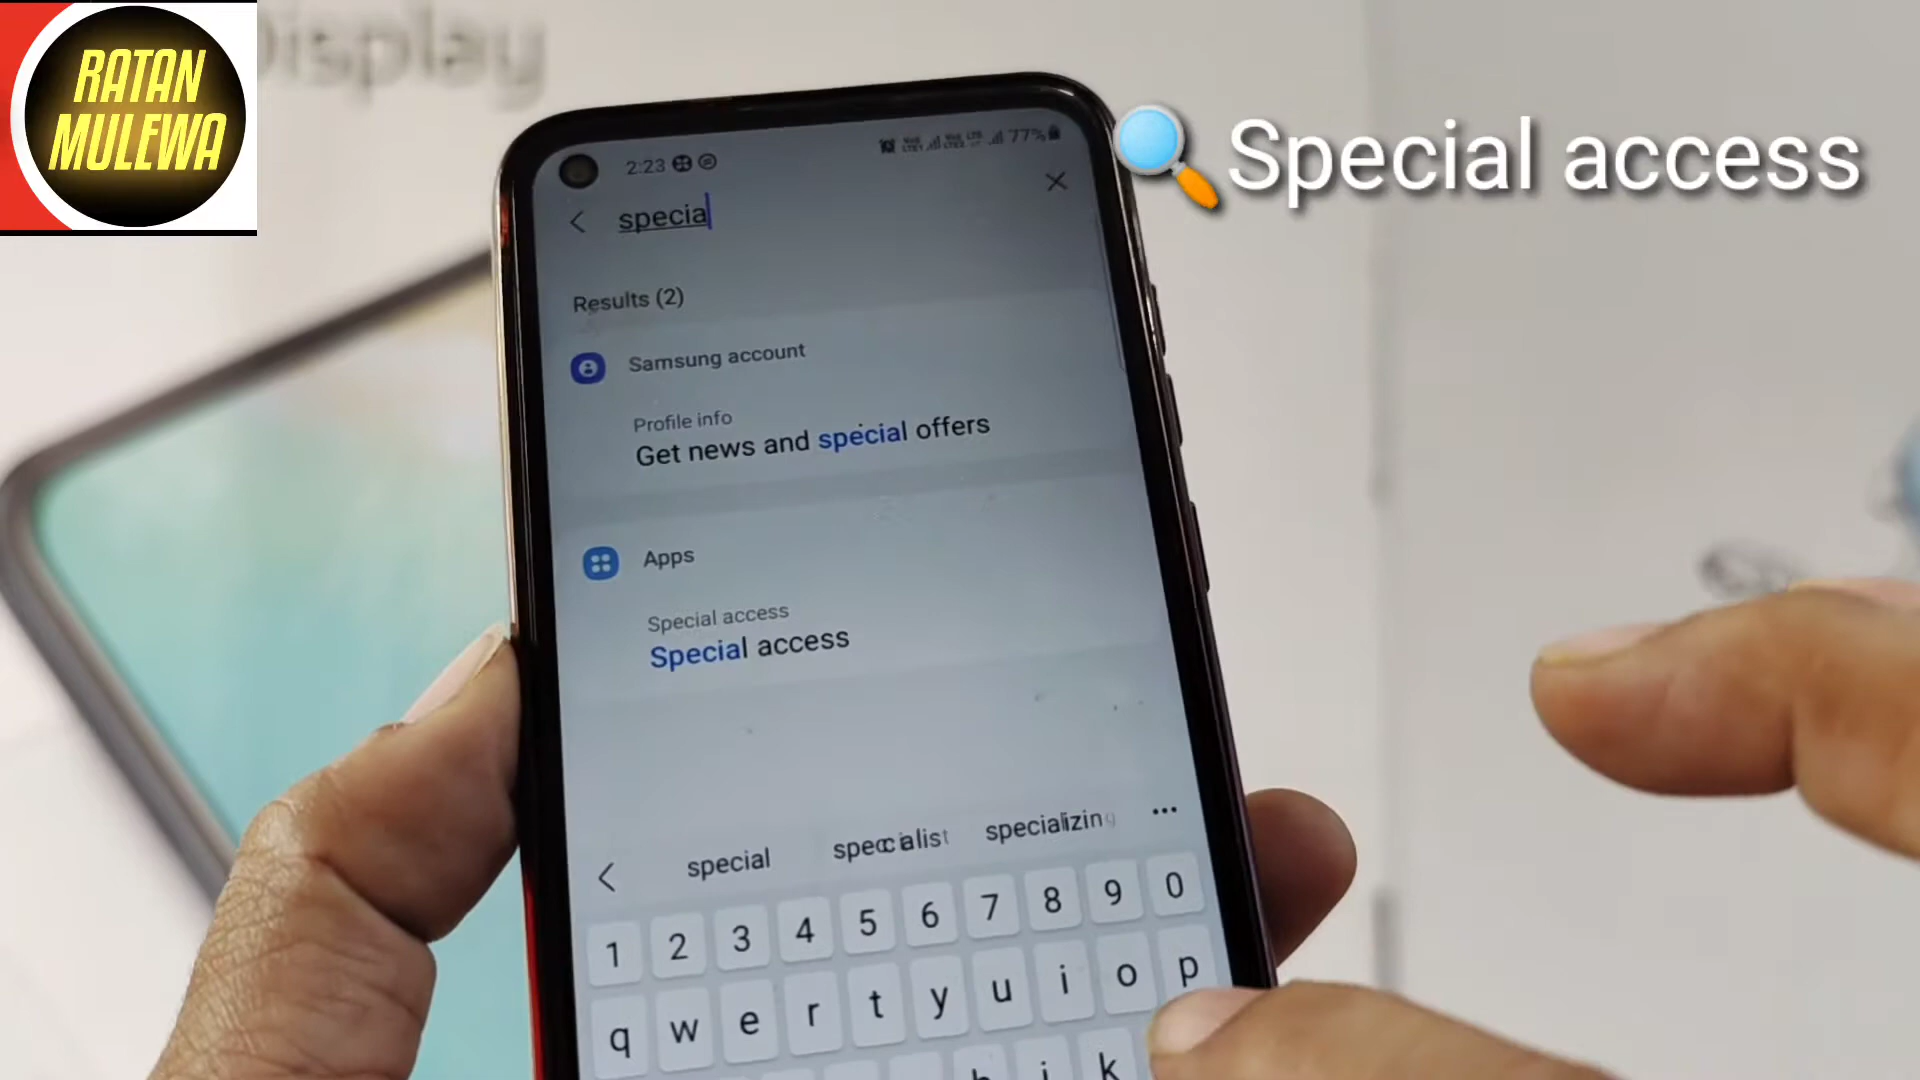 Display
RATAN
MULEWA
Special access
2:23
77%
specia
Results (2)
Samsung account
Profile info
Get news and special offers
Apps
Special access
Special access
special
specialist
specializing
1 2 3 4 5 6 7 8 9 0
q w e r t y u i o p
k